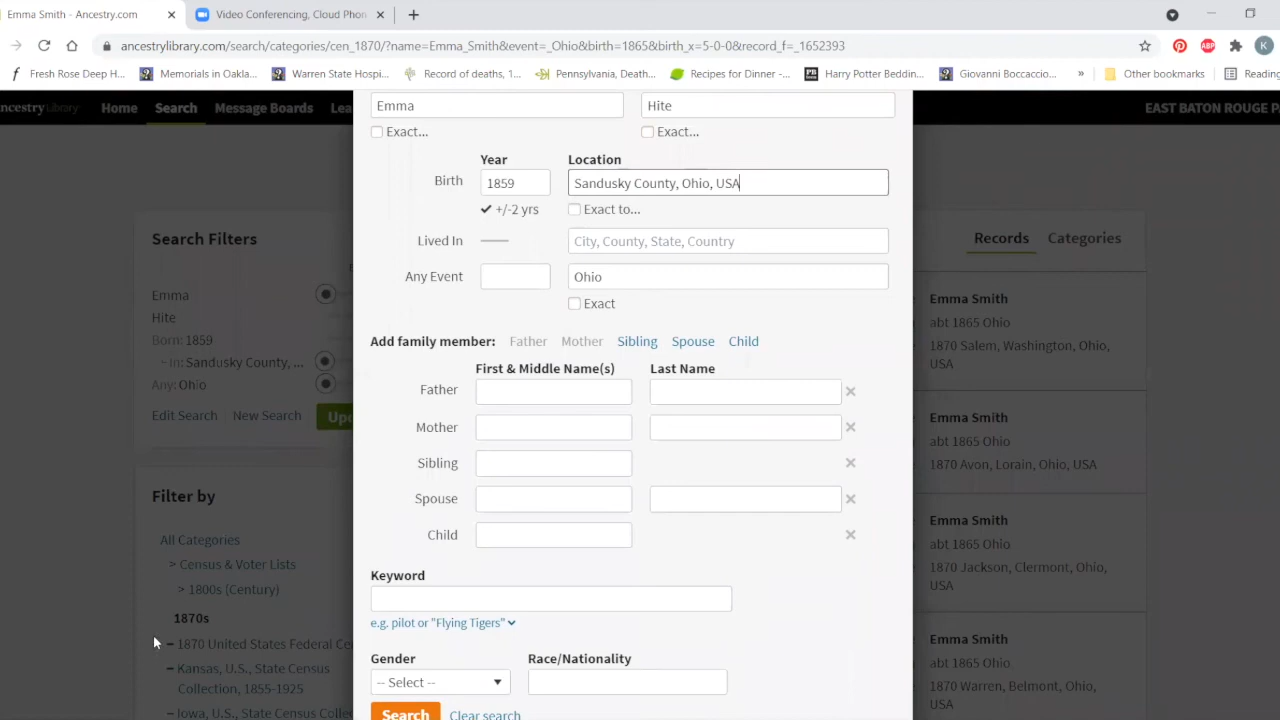 Emma Smith - Ancestry.com
Video Conferencing, Cloud Phon
ancestrylibrary.com/search/categories/cen_1870/?name=Emma_Smith&event=_Ohio&birth=1865&birth_x=5-0-0&record_f=_1652393
ABP
K
Fresh Rose Deep H...
Memorials in Oakla...
Warren State Hospi...
Record of deaths, 1...
Pennsylvania, Death...
Recipes for Dinner -...
Harry Potter Beddin...
Giovanni Boccaccio...
»
Other bookmarks
Reading
ncestryLibrary
Home
Search
Message Boards
Lea
EAST BATON ROUGE PA
Emma
Hite
Exact...
Exact...
Year
Location
Birth
1859
Sandusky County, Ohio, USA
+/-2 yrs
Exact to...
Lived In
City, County, State, Country
Any Event
Ohio
Exact
Add family member:
Father
Mother
Sibling
Spouse
Child
First & Middle Name(s)
Last Name
Father
Mother
Sibling
Spouse
Child
Keyword
e.g. pilot or "Flying Tigers"
Gender
Race/Nationality
-- Select --
Search
Clear search
Search Filters
Emma
Hite
Born: 1859
In: Sandusky County, ...
Any: Ohio
Edit Search
New Search
Upd
Filter by
All Categories
> Census & Voter Lists
> 1800s (Century)
1870s
1870 United States Federal Ce
Kansas, U.S., State Census
Collection, 1855-1925
Iowa, U.S., State Census Colle
Records
Categories
Emma Smith
abt 1865 Ohio
1870 Salem, Washington, Ohio,
USA
Emma Smith
abt 1865 Ohio
1870 Avon, Lorain, Ohio, USA
Emma Smith
abt 1865 Ohio
1870 Jackson, Clermont, Ohio,
USA
Emma Smith
abt 1865 Ohio
1870 Warren, Belmont, Ohio,
USA